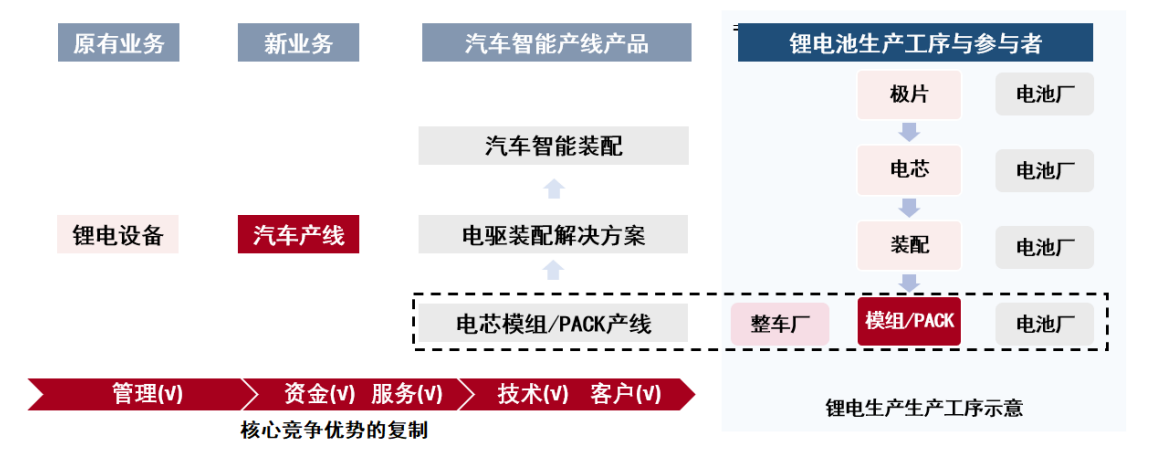 原有业务
新业务
汽车智能产线产品
锂电池生产工序与参与者
极片
电池厂
汽车智能装配
电芯
电池厂
锂电设备
汽车产线
电驱装配解决方案
装配
电池厂
电芯模组/PACK产线
整车厂
模组/PACK
电池厂
管理(√)
资金(√) 服务(√)
技术(√) 客户(√)
核心竞争优势的复制
锂电生产生产工序示意